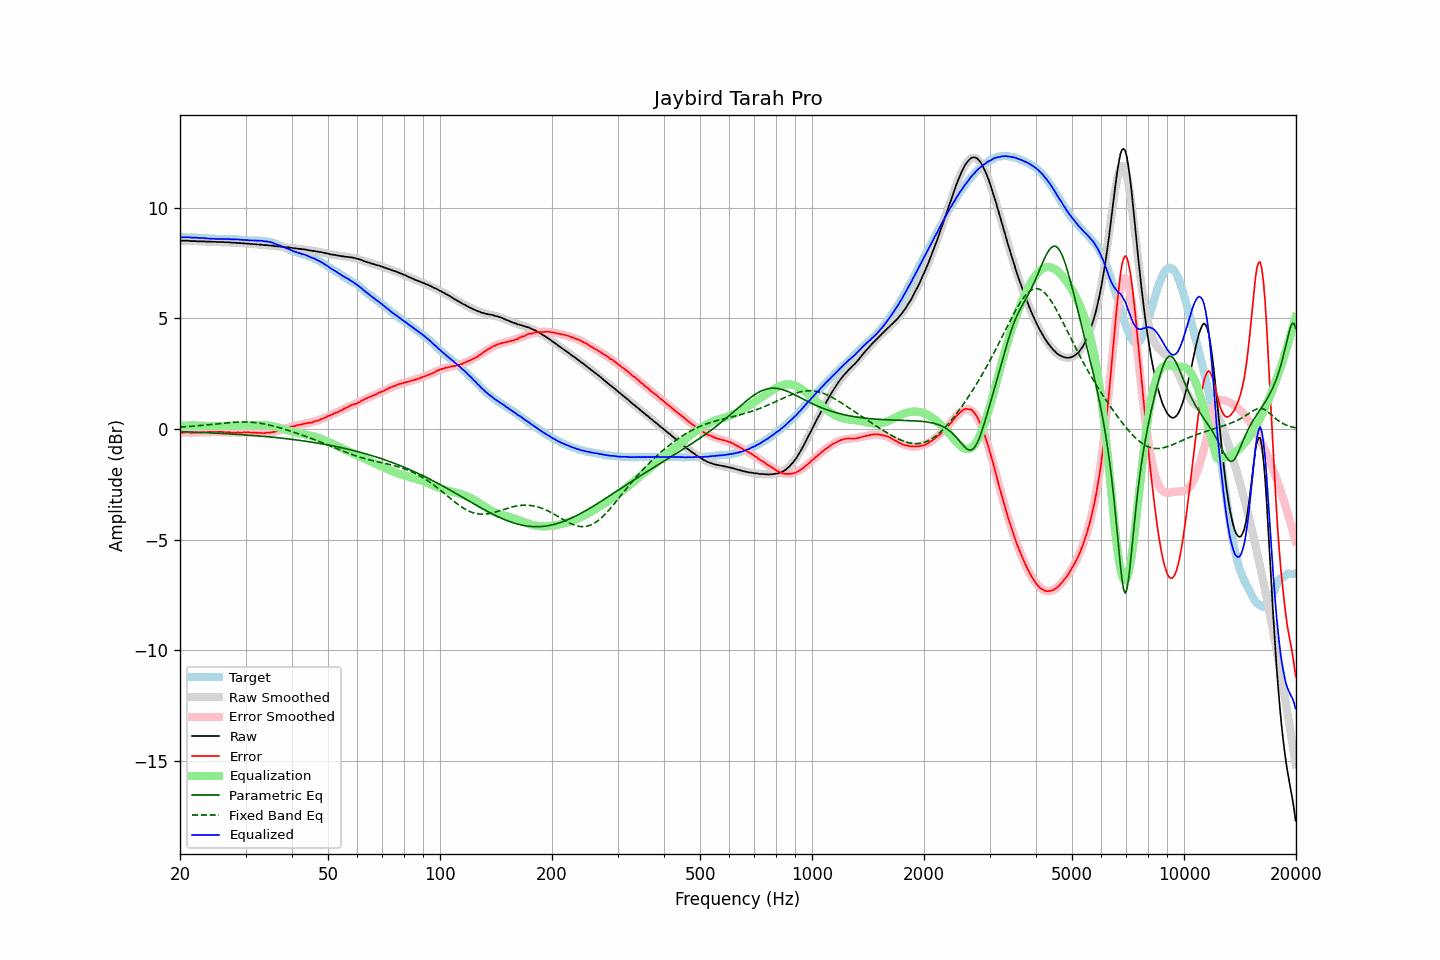 Jaybird Tarah Pro
Amplitude (dBr)
10
5
0
−5
−10
−15
Target
Raw Smoothed
Error Smoothed
Raw
Error
Equalization
Parametric Eq
Fixed Band Eq
Equalized
20 50 100 200 500 1000 2000 5000 10000 20000
Frequency (Hz)